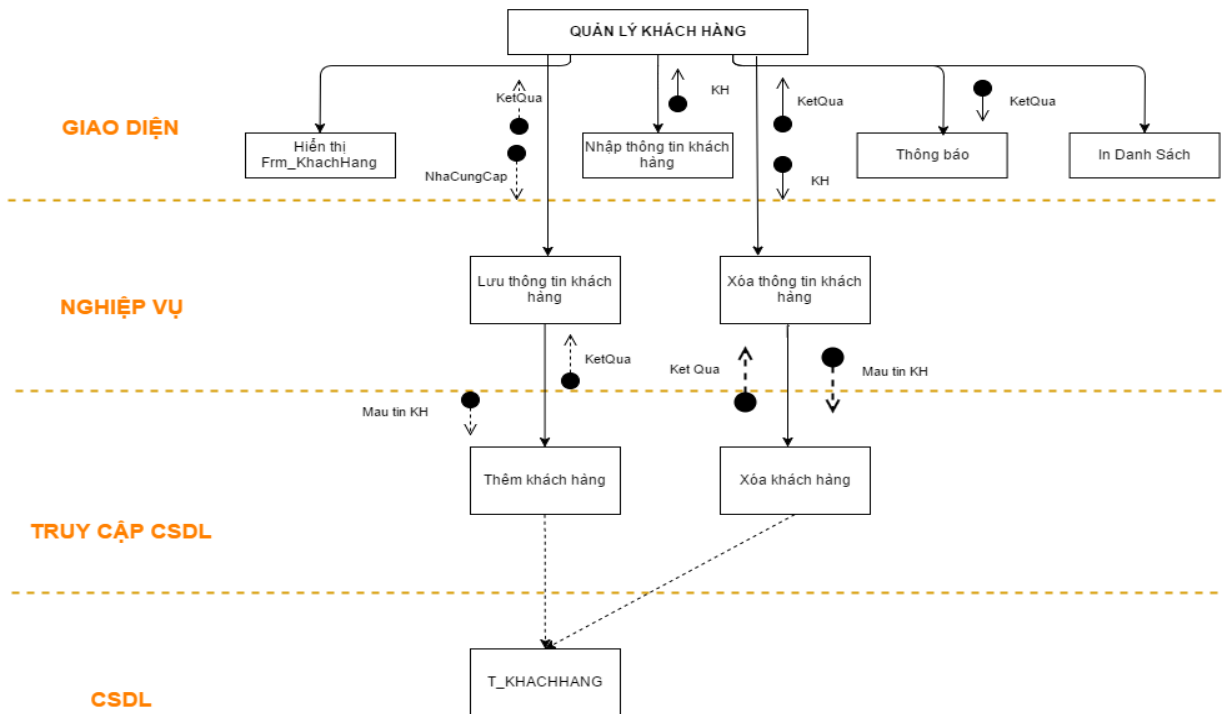 QUẢN LÝ KHÁCH HÀNG
KetQua
KH
KetQua
KetQua
GIAO DIỆN
Hiển thị
Frm_KhachHang
Nhập thông tin khách
hàng
Thông báo
In Danh Sách
NhaCungCap
KH
Lưu thông tin khách
hàng
Xóa thông tin khách
hàng
NGHIỆP VỤ
KetQua
Ket Qua
Mau tin KH
Mau tin KH
Thêm khách hàng
Xóa khách hàng
TRUY CẬP CSDL
T_KHACHHANG
CSDL